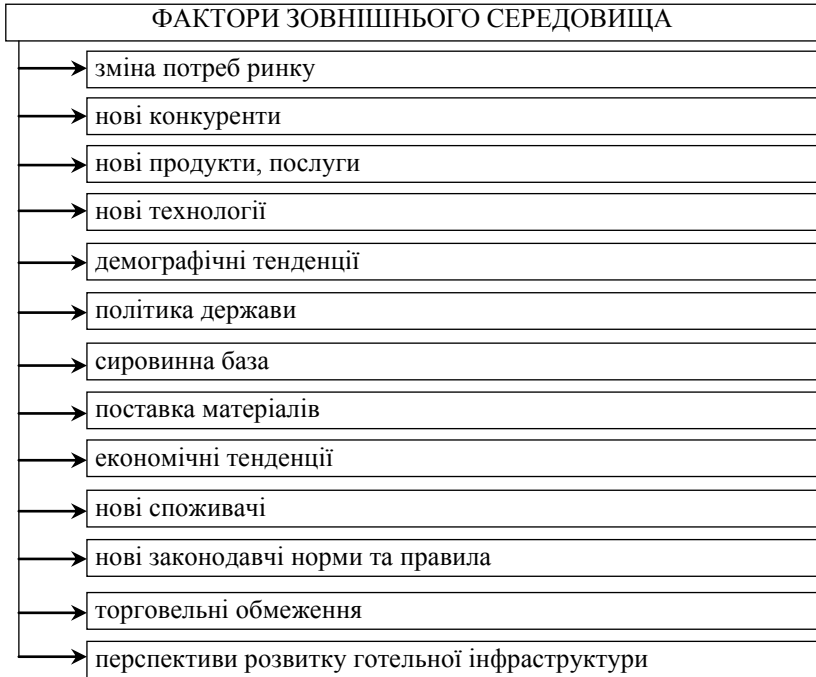 ФАКТОРИ ЗОВНІШНЬОГО СЕРЕДОВИЩА
зміна потреб ринку
нові конкуренти
нові продукти, послуги
нові технології
демографічні тенденції
політика держави
сировинна база
поставка матеріалів
економічні тенденції
нові споживачі
нові законодавчі норми та правила
торговельні обмеження
перспективи розвитку готельної інфраструктури